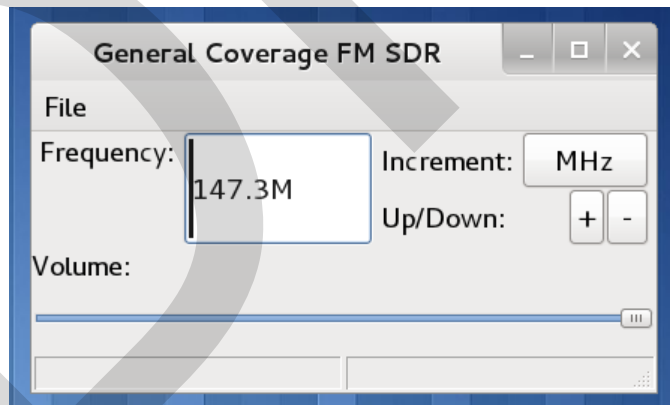 General Coverage FM SDR
File
Frequency: 147.3M Increment: MHz
Up/Down: + -
Volume: